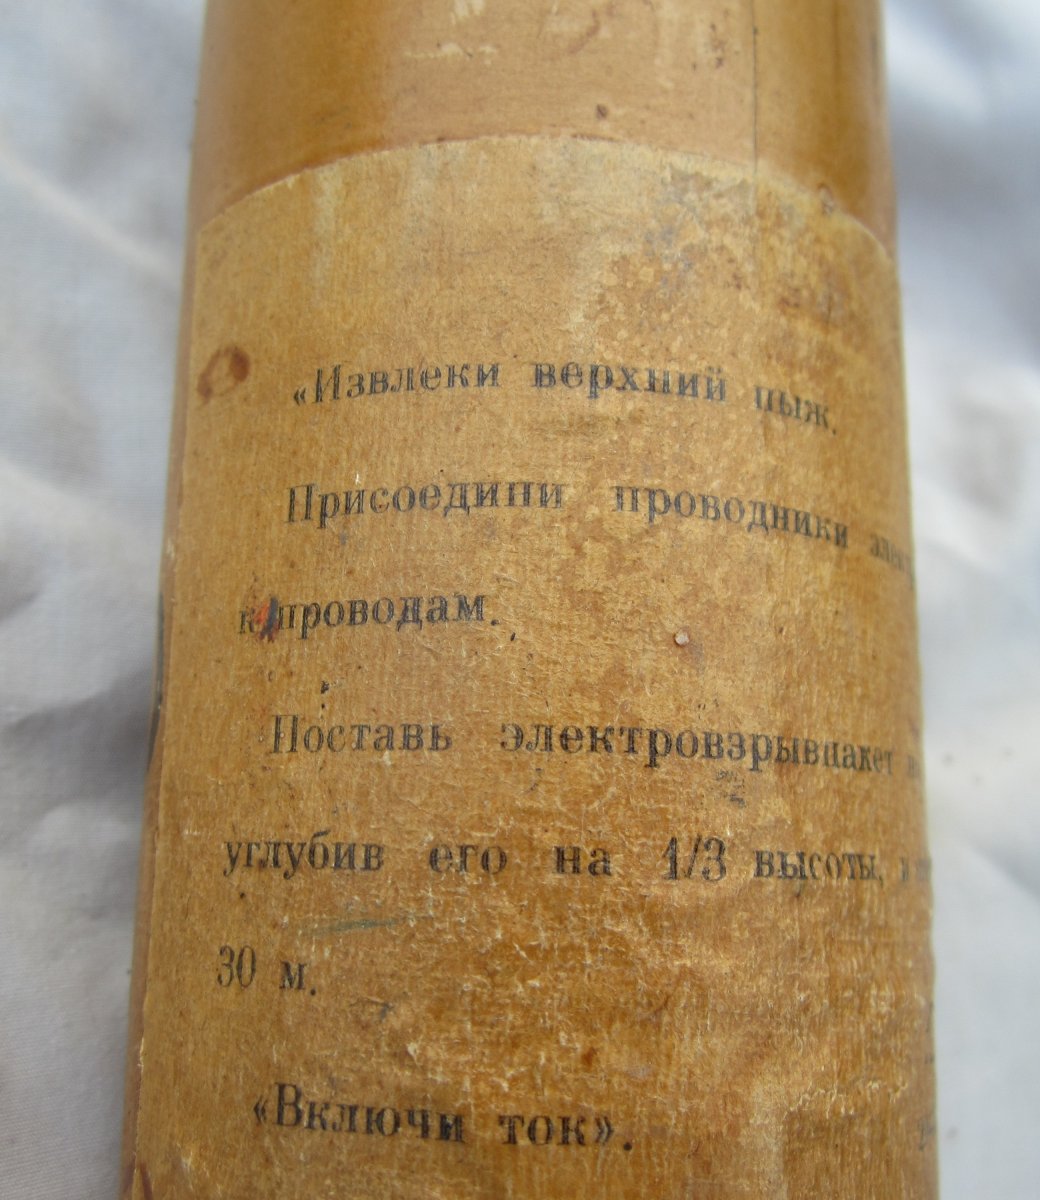 «Извлеки верхний пыж.
Присоедини проводники
к проводам.
Поставь электровзрывпакет
углубив его на 1/3 высоты,
30 м.
«Включи ток».